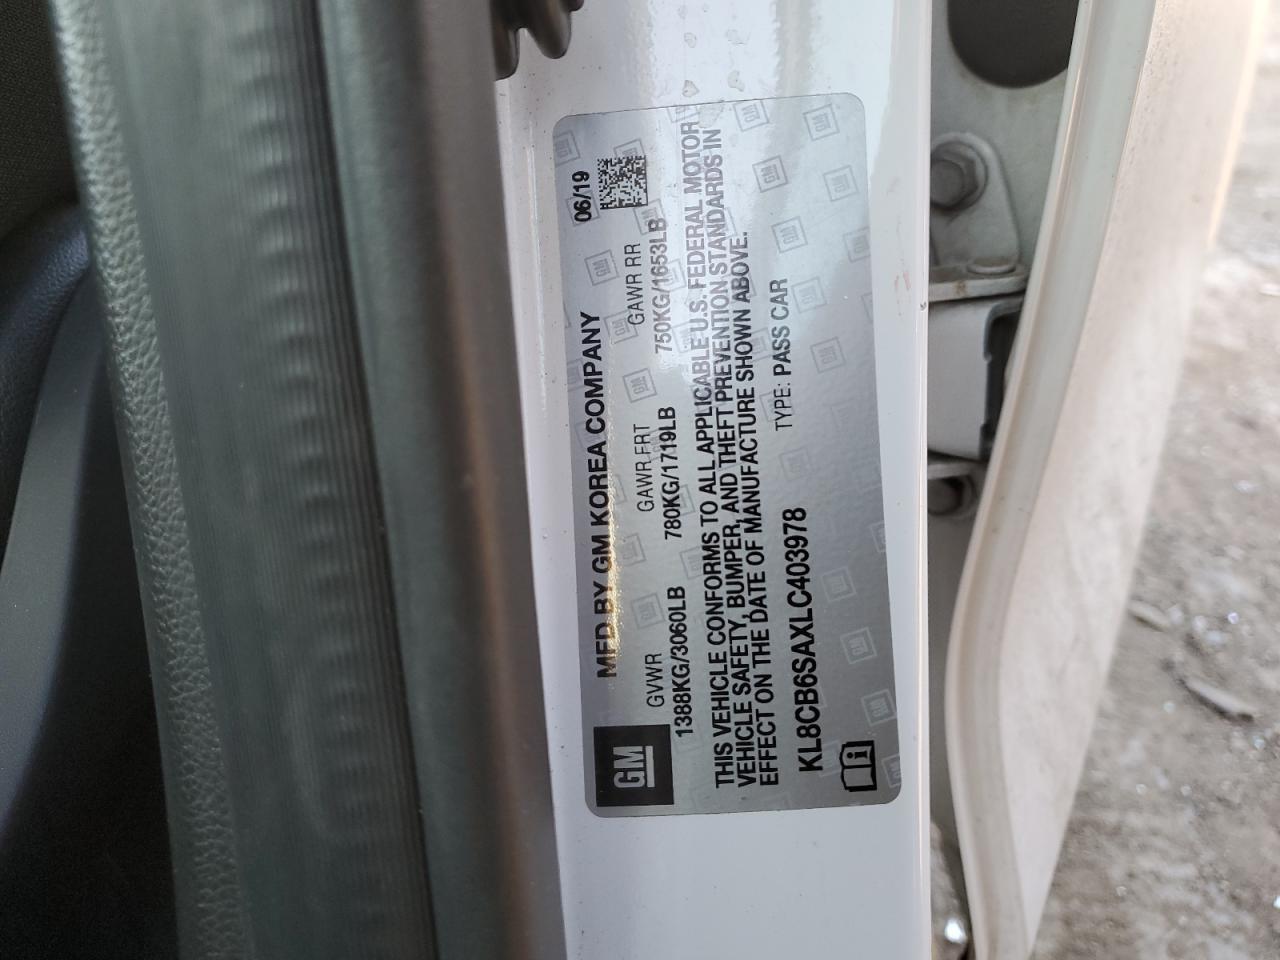 MFD BY GM KOREA COMPANY 06/19
GM
GVWR GAWR FRT GAWR RR
1388KG/3060LB 780KG/1719LB 750KG/1653LB
THIS VEHICLE CONFORMS TO ALL APPLICABLE U.S. FEDERAL MOTOR
VEHICLE SAFETY, BUMPER, AND THEFT PREVENTION STANDARDS IN
EFFECT ON THE DATE OF MANUFACTURE SHOWN ABOVE.
KL8CB6SAXLC403978 TYPE: PASS CAR